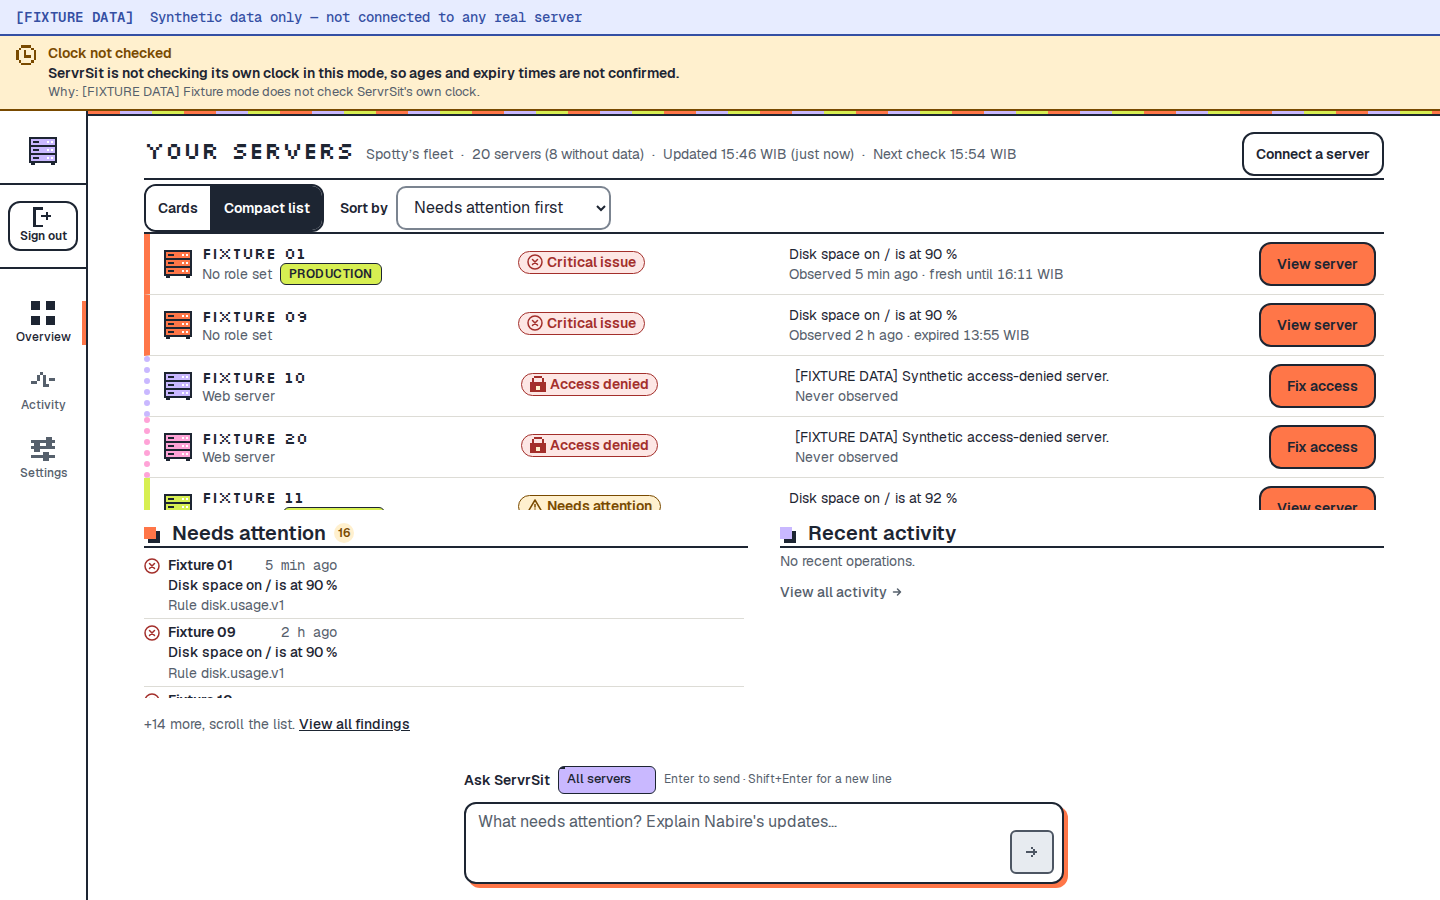 [FIXTURE DATA] Synthetic data only — not connected to any real server
Clock not checked
ServrSit is not checking its own clock in this mode, so ages and expiry times are not confirmed.
Why: [FIXTURE DATA] Fixture mode does not check ServrSit's own clock.
YOUR SERVERS
Spotty's fleet · 20 servers (8 without data) · Updated 15:46 WIB (just now) · Next check 15:54 WIB
Connect a server
Sign out
Overview
Activity
Settings
Cards
Compact list
Sort by
Needs attention first
FIXTURE 01
No role set
PRODUCTION
Critical issue
Disk space on / is at 90 %
Observed 5 min ago · fresh until 16:11 WIB
View server
FIXTURE 09
No role set
Critical issue
Disk space on / is at 90 %
Observed 2 h ago · expired 13:55 WIB
View server
FIXTURE 10
Web server
Access denied
[FIXTURE DATA] Synthetic access-denied server.
Never observed
Fix access
FIXTURE 20
Web server
Access denied
[FIXTURE DATA] Synthetic access-denied server.
Never observed
Fix access
FIXTURE 11
Needs attention
Disk space on / is at 92 %
View server
Needs attention 16
Fixture 01 5 min ago
Disk space on / is at 90 %
Rule disk.usage.v1
Fixture 09 2 h ago
Disk space on / is at 90 %
Rule disk.usage.v1
+14 more, scroll the list. View all findings
Recent activity
No recent operations.
View all activity →
Ask ServrSit
All servers
Enter to send · Shift+Enter for a new line
What needs attention? Explain Nabire's updates…